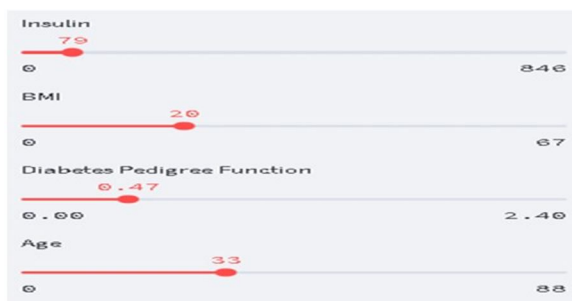 Insulin
79
0 846
BMI
20
0 67
Diabetes Pedigree Function
0.47
0.00 2.40
Age
33
0 88